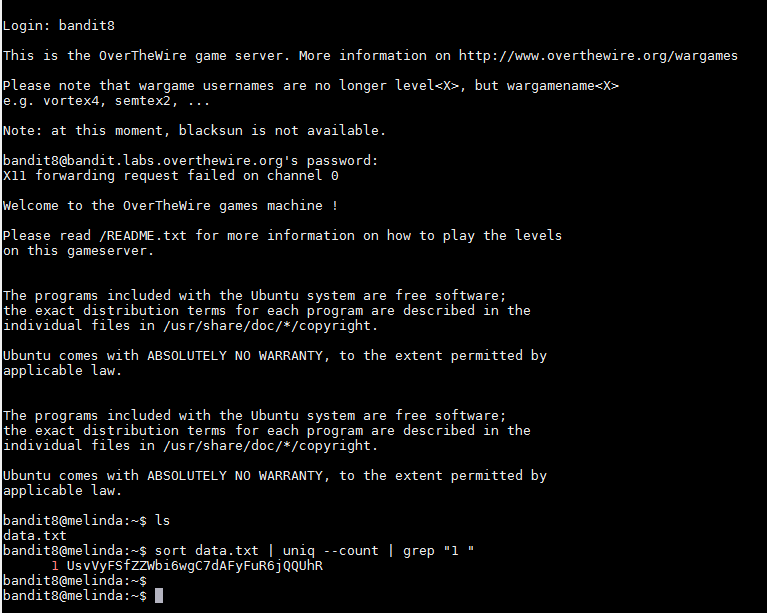 Login: bandit8
This is the OverTheWire game server. More information on http://www.overthewire.org/wargames
Please note that wargame usernames are no longer level<X>, but wargamename<X>
e.g. vortex4, semtex2, ...
Note: at this moment, blacksun is not available.
bandit8@bandit.labs.overthewire.org's password:
X11 forwarding request failed on channel 0
Welcome to the OverTheWire games machine !
Please read /README.txt for more information on how to play the levels
on this gameserver.
The programs included with the Ubuntu system are free software;
the exact distribution terms for each program are described in the
individual files in /usr/share/doc/*/copyright.
Ubuntu comes with ABSOLUTELY NO WARRANTY, to the extent permitted by
applicable law.
The programs included with the Ubuntu system are free software;
the exact distribution terms for each program are described in the
individual files in /usr/share/doc/*/copyright.
Ubuntu comes with ABSOLUTELY NO WARRANTY, to the extent permitted by
applicable law.
bandit8@melinda:~$ ls
data.txt
bandit8@melinda:~$ sort data.txt | uniq --count | grep "1 "
1 UsvVyFSfZZWbi6wgC7dAFyFuR6jQQUhR
bandit8@melinda:~$
bandit8@melinda:~$